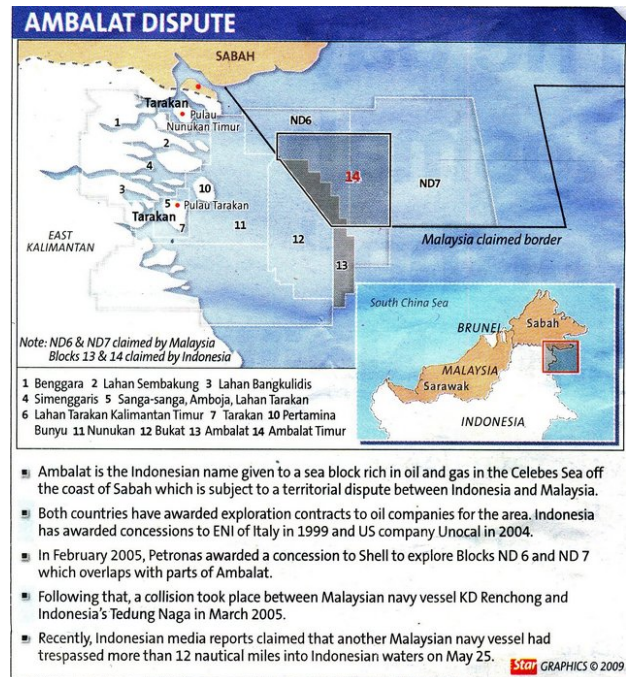 AMBALAT DISPUTE
SABAH
Tarakan
Pulau
Nunukan Timur
1
2
4
3
5
10
Pulau Tarakan
Tarakan
7
EAST
KALIMANTAN
ND6
14
ND7
11
12
13
Malaysia claimed border
Note: ND6 & ND7 claimed by Malaysia
Blocks 13 & 14 claimed by Indonesia
South China Sea
BRUNEI
Sabah
MALAYSIA
Sarawak
INDONESIA
1 Benggara 2 Lahan Sembakung 3 Lahan Bangkulidis
4 Simenggaris 5 Sanga-sanga, Amboja, Lahan Tarakan
6 Lahan Tarakan Kalimantan Timur 7 Tarakan 10 Pertamina
Bunyu 11 Nunukan 12 Bukat 13 Ambalat 14 Ambalat Timur
Ambalat is the Indonesian name given to a sea block rich in oil and gas in the Celebes Sea off
the coast of Sabah which is subject to a territorial dispute between Indonesia and Malaysia.
Both countries have awarded exploration contracts to oil companies for the area. Indonesia
has awarded concessions to ENI of Italy in 1999 and US company Unocal in 2004.
In February 2005, Petronas awarded a concession to Shell to explore Blocks ND 6 and ND 7
which overlaps with parts of Ambalat.
Following that, a collision took place between Malaysian navy vessel KD Renchong and
Indonesia's Tedung Naga in March 2005.
Recently, Indonesian media reports claimed that another Malaysian navy vessel had
trespassed more than 12 nautical miles into Indonesian waters on May 25.
Star GRAPHICS © 2009